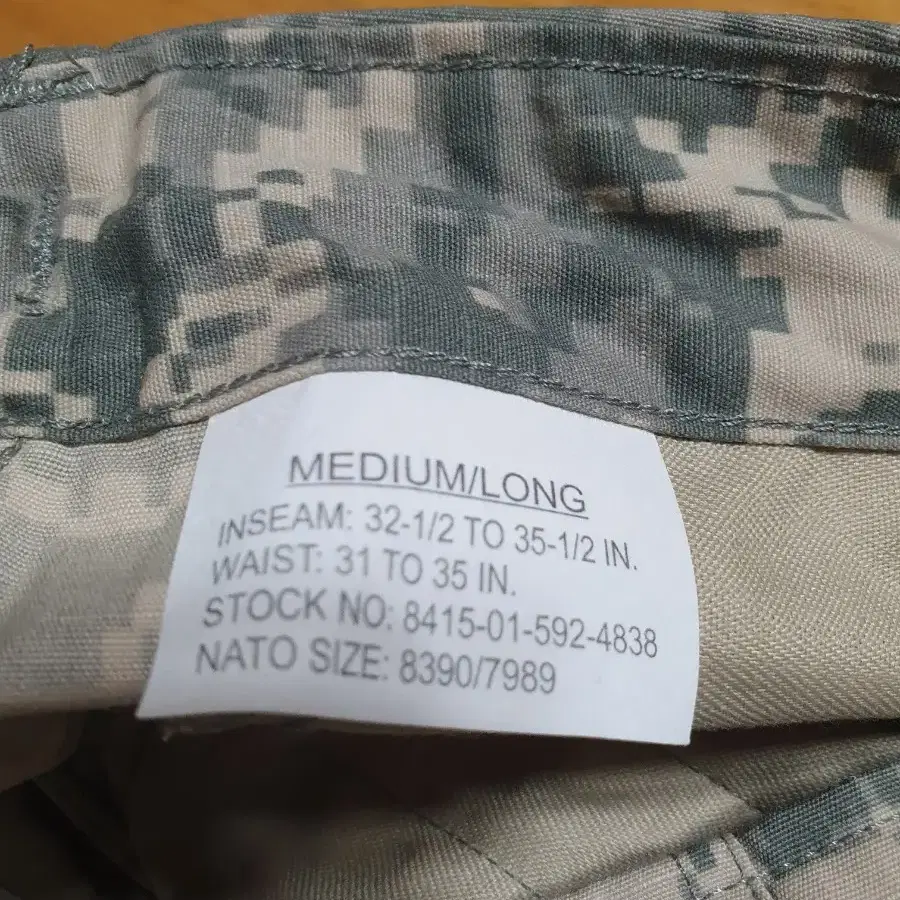 MEDIUM/LONG
INSEAM: 32-1/2 TO 35-1/2 IN.
WAIST: 31 TO 35 IN.
STOCK NO: 8415-01-592-4838
NATO SIZE: 8390/7989